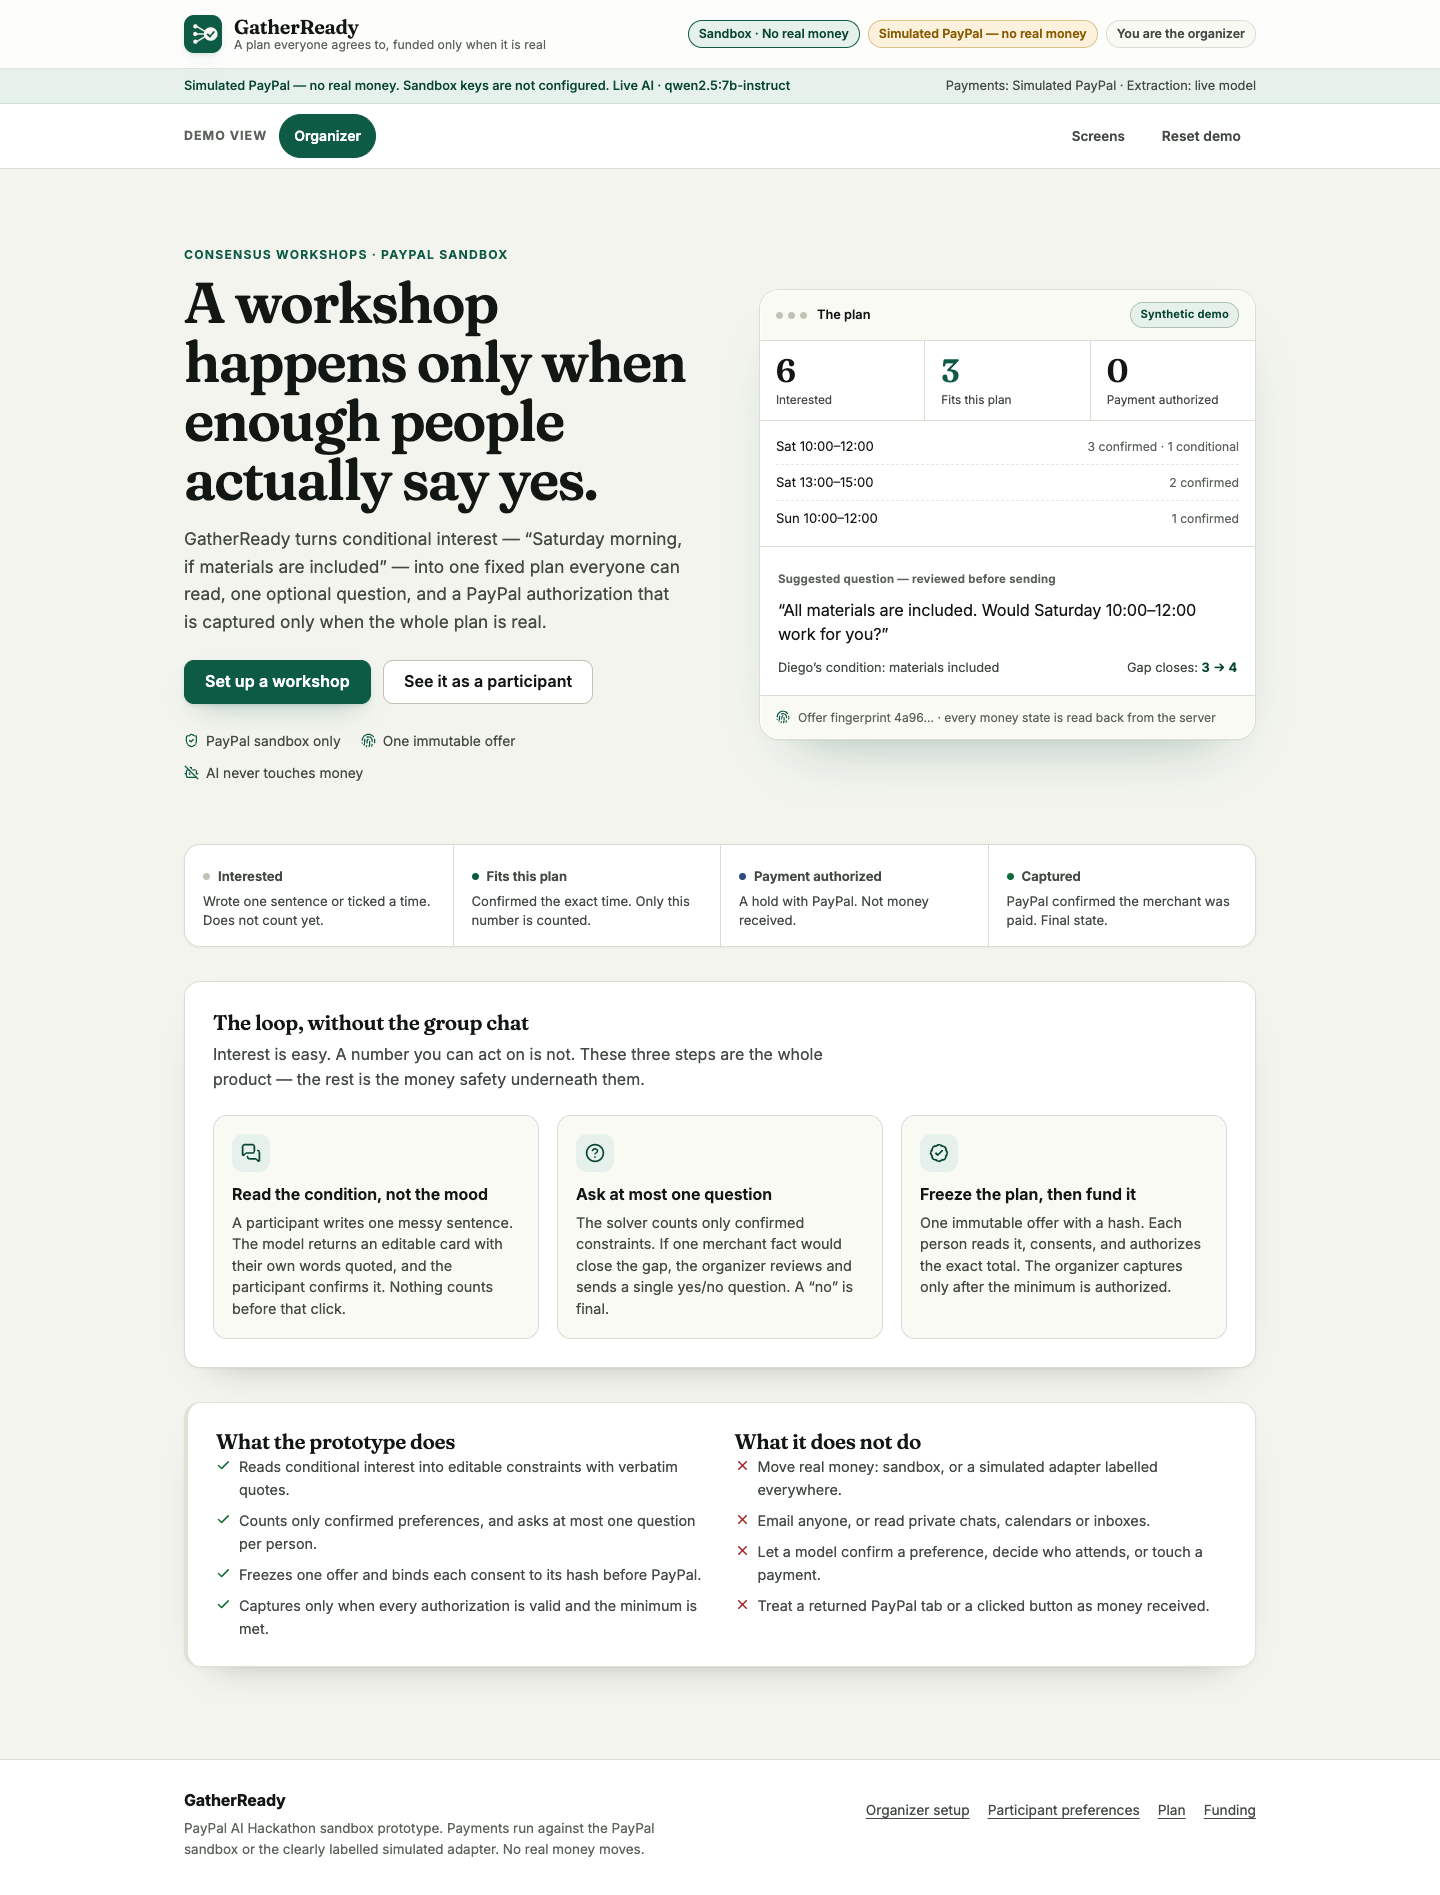 GatherReady
A plan everyone agrees to, funded only when it is real
Sandbox · No real money
Simulated PayPal — no real money
You are the organizer
Simulated PayPal — no real money. Sandbox keys are not configured. Live AI · qwen2.5:7b-instruct
Payments: Simulated PayPal · Extraction: live model
DEMO VIEW
Organizer
Screens
Reset demo
CONSENSUS WORKSHOPS · PAYPAL SANDBOX
A workshop
happens only when
enough people
actually say yes.
GatherReady turns conditional interest — “Saturday morning,
if materials are included” — into one fixed plan everyone can
read, one optional question, and a PayPal authorization that
is captured only when the whole plan is real.
Set up a workshop
See it as a participant
PayPal sandbox only
One immutable offer
AI never touches money
The plan
Synthetic demo
6
Interested
3
Fits this plan
0
Payment authorized
Sat 10:00–12:00
3 confirmed · 1 conditional
Sat 13:00–15:00
2 confirmed
Sun 10:00–12:00
1 confirmed
Suggested question — reviewed before sending
“All materials are included. Would Saturday 10:00–12:00
work for you?”
Diego’s condition: materials included
Gap closes: 3 → 4
Offer fingerprint 4a96… · every money state is read back from the server
Interested
Wrote one sentence or ticked a time.
Does not count yet.
Fits this plan
Confirmed the exact time. Only this
number is counted.
Payment authorized
A hold with PayPal. Not money
received.
Captured
PayPal confirmed the merchant was
paid. Final state.
The loop, without the group chat
Interest is easy. A number you can act on is not. These three steps are the whole
product — the rest is the money safety underneath them.
Read the condition, not the mood
A participant writes one messy sentence.
The model returns an editable card with
their own words quoted, and the
participant confirms it. Nothing counts
before that click.
Ask at most one question
The solver counts only confirmed
constraints. If one merchant fact would
close the gap, the organizer reviews and
sends a single yes/no question. A “no” is
final.
Freeze the plan, then fund it
One immutable offer with a hash. Each
person reads it, consents, and authorizes
the exact total. The organizer captures
only after the minimum is authorized.
What the prototype does
Reads conditional interest into editable constraints with verbatim
quotes.
Counts only confirmed preferences, and asks at most one question
per person.
Freezes one offer and binds each consent to its hash before PayPal.
Captures only when every authorization is valid and the minimum is
met.
What it does not do
Move real money: sandbox, or a simulated adapter labelled
everywhere.
Email anyone, or read private chats, calendars or inboxes.
Let a model confirm a preference, decide who attends, or touch a
payment.
Treat a returned PayPal tab or a clicked button as money received.
GatherReady
PayPal AI Hackathon sandbox prototype. Payments run against the PayPal
sandbox or the clearly labelled simulated adapter. No real money moves.
Organizer setup
Participant preferences
Plan
Funding